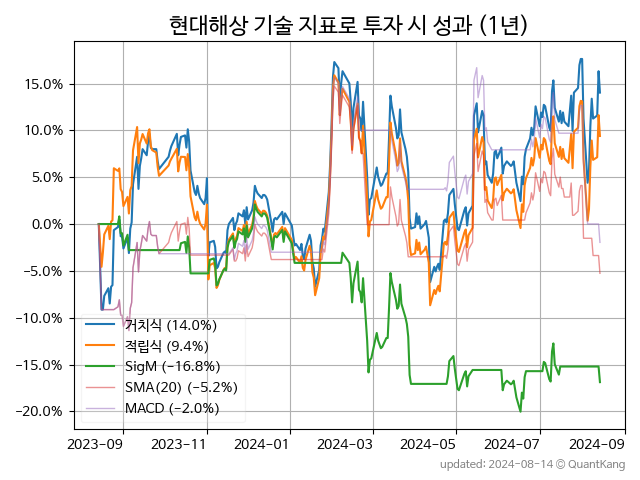 현대해상 기술 지표로 투자 시 성과 (1년)
15.0%
10.0%
5.0%
0.0%
−5.0%
−10.0%
−15.0%
−20.0%
거치식 (14.0%)
적립식 (9.4%)
SigM (−16.8%)
SMA(20) (−5.2%)
MACD (−2.0%)
2023-09 2023-11 2024-01 2024-03 2024-05 2024-07 2024-09
updated: 2024-08-14 © QuantKang